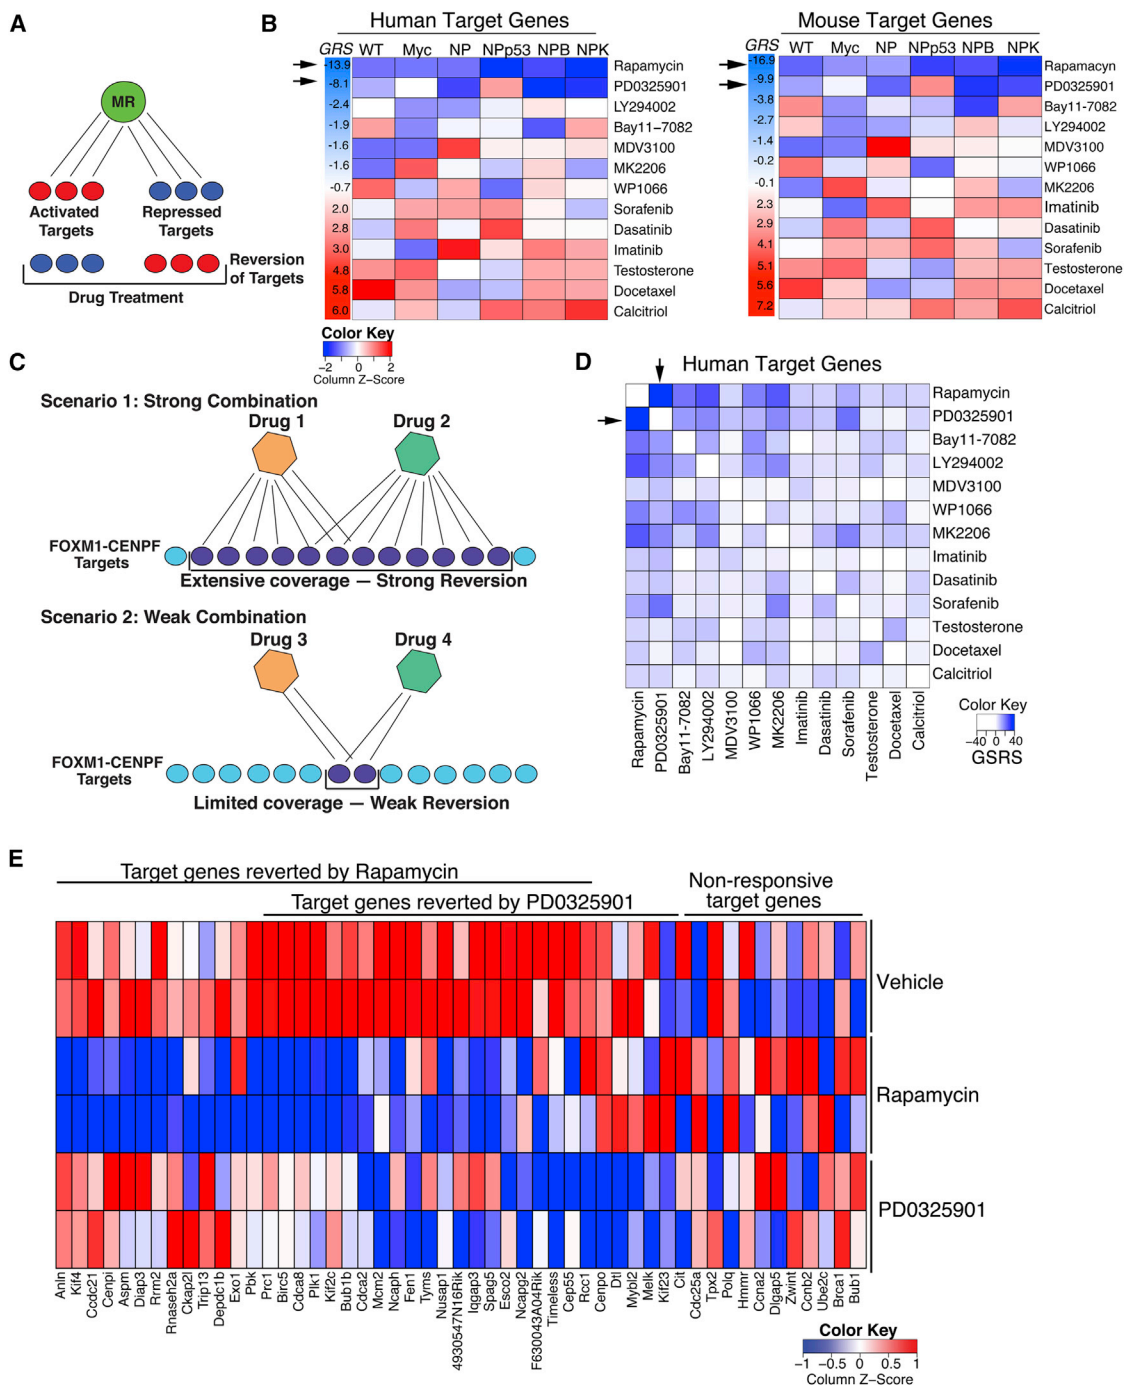 A
MR
Activated
Targets
Repressed
Targets
Reversion
of Targets
Drug Treatment
B
Human Target Genes
GRS WT Myc NP NPp53 NPB NPK
-13.9 Rapamycin
-8.1 PD0325901
-2.4 LY294002
-1.9 Bay11-7082
-1.6 MDV3100
-1.6 MK2206
-0.7 WP1066
2.0 Sorafenib
2.8 Dasatinib
3.0 Imatinib
4.8 Testosterone
5.8 Docetaxel
6.0 Calcitriol
Color Key
-2 0 2
Column Z-Score
Mouse Target Genes
GRS WT Myc NP NPp53 NPB NPK
-16.9 Rapamacyn
-9.9 PD0325901
-3.8 Bay11-7082
-2.7 LY294002
-1.4 MDV3100
-0.2 WP1066
-0.1 MK2206
2.3 Imatinib
2.9 Dasatinib
4.1 Sorafenib
5.1 Testosterone
5.6 Docetaxel
7.2 Calcitriol
C
Scenario 1: Strong Combination
Drug 1 Drug 2
FOXM1-CENPF
Targets
Extensive coverage — Strong Reversion
Scenario 2: Weak Combination
Drug 3 Drug 4
FOXM1-CENPF
Targets
Limited coverage — Weak Reversion
D
Human Target Genes
Rapamycin
PD0325901
Bay11-7082
LY294002
MDV3100
WP1066
MK2206
Imatinib
Dasatinib
Sorafenib
Testosterone
Docetaxel
Calcitriol
Rapamycin PD0325901 Bay11-7082 LY294002 MDV3100 WP1066 MK2206 Imatinib Dasatinib Sorafenib Testosterone Docetaxel Calcitriol
Color Key
-40 0 40
GSRS
E
Target genes reverted by Rapamycin
Target genes reverted by PD0325901
Non-responsive
target genes
Vehicle
Rapamycin
PD0325901
Anln Kif4 Ccdc21 Cenpi Aspm Diap3 Rrm2 Rnaseh2a Ckap2l Trip13 Depdc1b Exo1 Pbk Prc1 Birc5 Cdca8 Plk1 Kif2c Bub1b Cdca2 Mcm2 Ncaph Fen1 Tyms Nusap1 4930547N16Rik Iqgap3 Spag5 Esco2 Ncapg2 F630043A04Rik Timeless Cep55 Rcc1 Cenpo Dtl Mybl2 Melk Kif23 Cit Cdc25a Tpx2 Polq Hmmr Ccna2 Dlgap5 Zwint Ccnb2 Ube2c Brca1 Bub1
Color Key
-1 -0.5 0 0.5 1
Column Z-Score